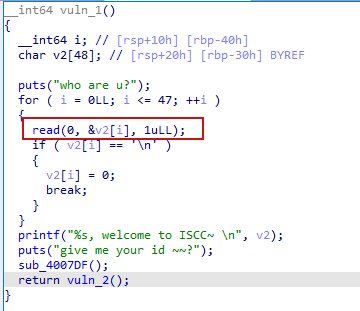 __int64 vuln_1()
{
__int64 i; // [rsp+10h] [rbp-40h]
char v2[48]; // [rsp+20h] [rbp-30h] BYREF
puts("who are u?");
for ( i = 0LL; i <= 47; ++i )
{
read(0, &v2[i], 1uLL);
if ( v2[i] == '\n' )
{
v2[i] = 0;
break;
}
}
printf("%s, welcome to ISCC~ \n", v2);
puts("give me your id ~~?");
sub_4007DF();
return vuln_2();
}